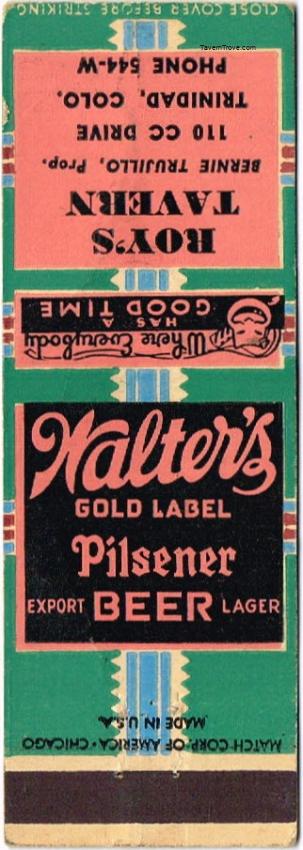 CLOSE COVER BEFORE STRIKING
TavernTrove.com
ROY'S
TAVERN
BERNIE TRUJILLO, Prop.
110 CC DRIVE
TRINIDAD, COLO.
PHONE 544-W
Where Everybody
HAS A
GOOD TIME
Walter's
GOLD LABEL
Pilsener
EXPORT BEER LAGER
MADE IN U.S.A.
MATCH CORP. OF AMERICA • CHICAGO